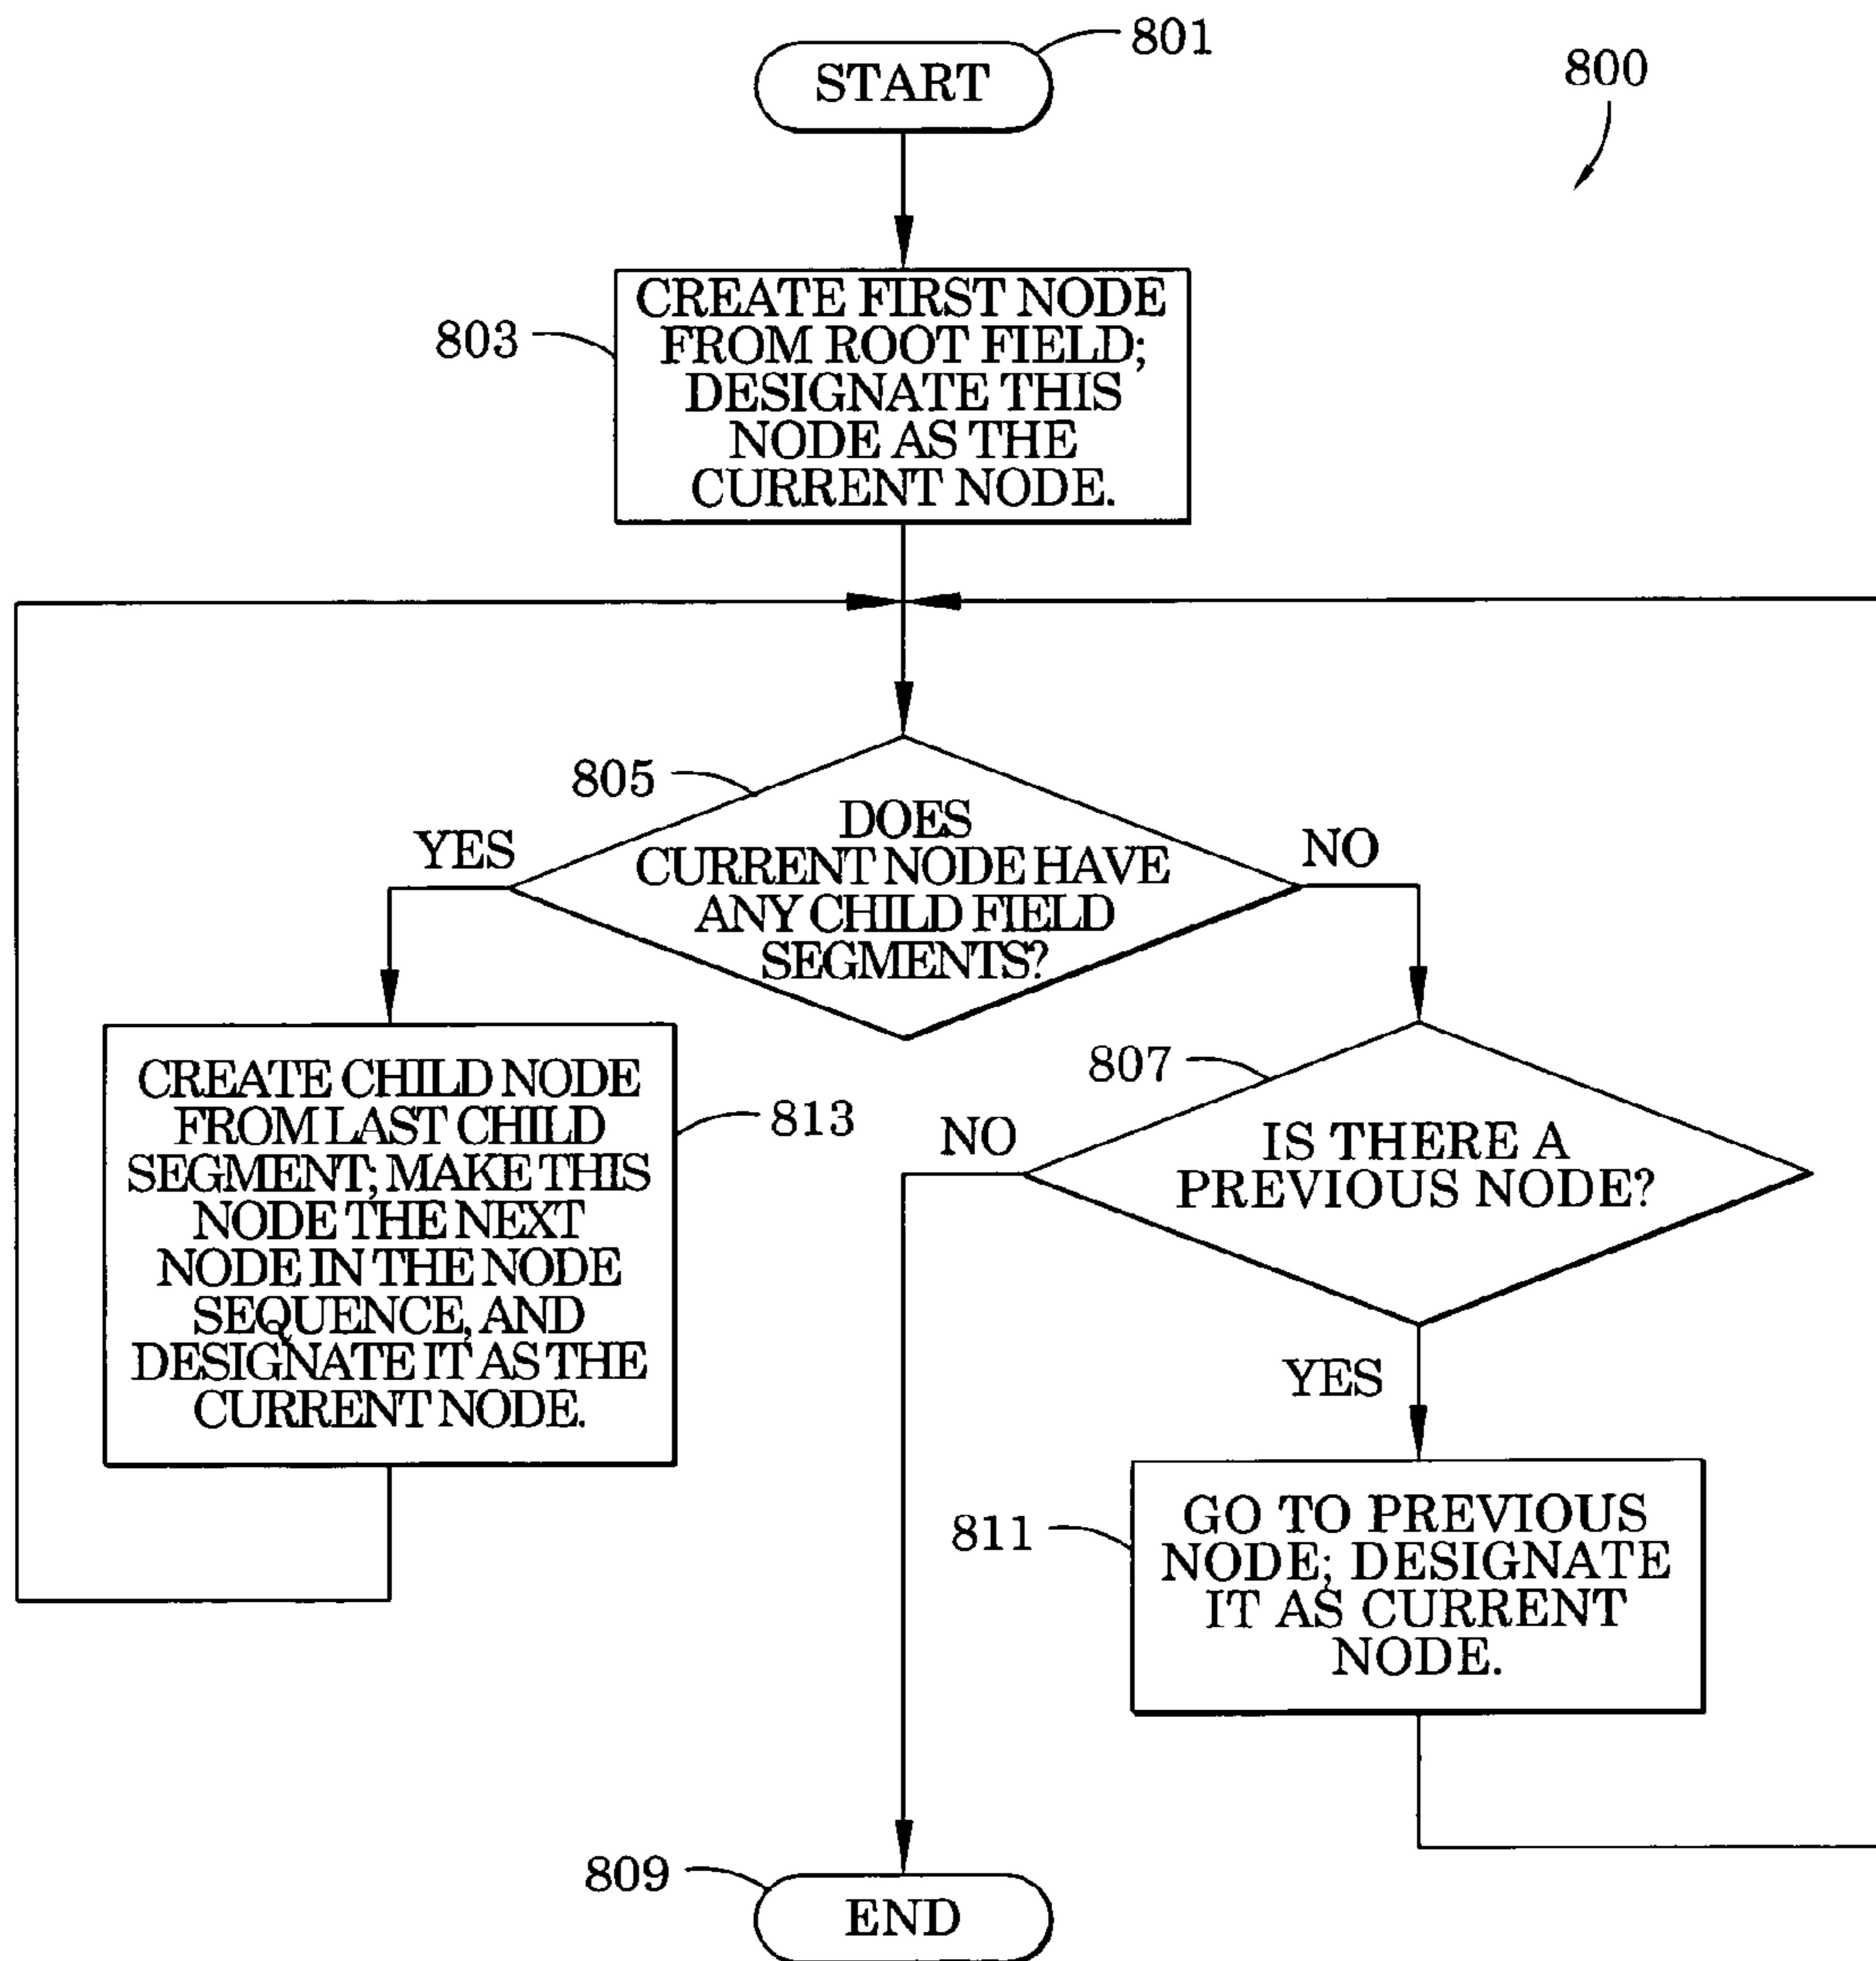 801
START
800
803
CREATE FIRST NODE
FROM ROOT FIELD;
DESIGNATE THIS
NODE AS THE
CURRENT NODE.
805
YES
DOES
CURRENT NODE HAVE
ANY CHILD FIELD
SEGMENTS?
NO
CREATE CHILD NODE
FROM LAST CHILD
SEGMENT; MAKE THIS
NODE THE NEXT
NODE IN THE NODE
SEQUENCE, AND
DESIGNATE IT AS THE
CURRENT NODE.
813
807
NO
IS THERE A
PREVIOUS NODE?
YES
811
GO TO PREVIOUS
NODE; DESIGNATE
IT AS CURRENT
NODE.
809
END